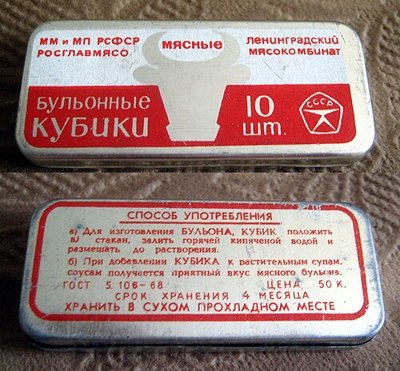 ММ и МП РСФСР
РОСГЛАВМЯСО
МЯСНЫЕ
ЛЕНИНГРАДСКИЙ
МЯСОКОМБИНАТ
БУЛЬОННЫЕ
КУБИКИ
10
шт.
СССР
СПОСОБ УПОТРЕБЛЕНИЯ
а) Для изготовления БУЛЬОНА, КУБИК положить
в) стакан, залить горячей кипяченой водой и
размешать до растворения.
б) При добавлении КУБИКА к растительным супам,
соусам получается приятный вкус мясного бульона.
ГОСТ 5.106-68 ЦЕНА 50 К.
СРОК ХРАНЕНИЯ 4 МЕСЯЦА
ХРАНИТЬ В СУХОМ ПРОХЛАДНОМ МЕСТЕ